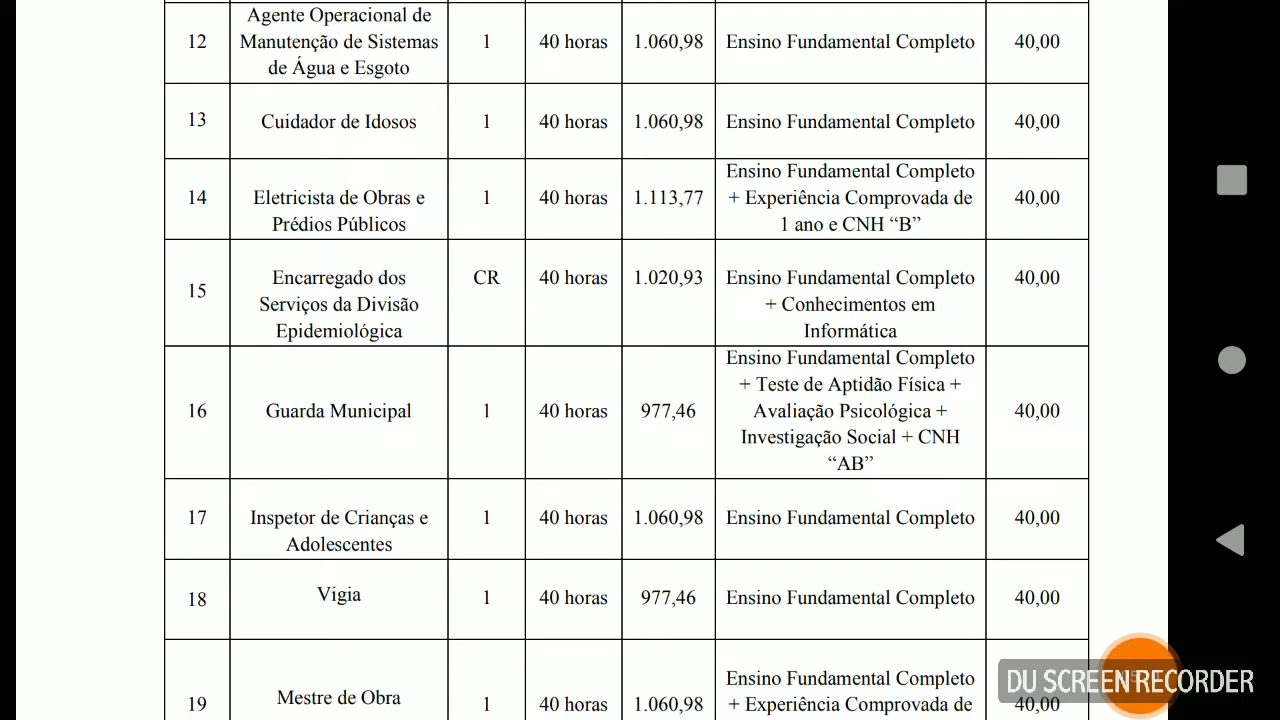 12 Agente Operacional de Manutenção de Sistemas de Água e Esgoto 1 40 horas 1.060,98 Ensino Fundamental Completo 40,00
13 Cuidador de Idosos 1 40 horas 1.060,98 Ensino Fundamental Completo 40,00
14 Eletricista de Obras e Prédios Públicos 1 40 horas 1.113,77 Ensino Fundamental Completo + Experiência Comprovada de 1 ano e CNH “B” 40,00
15 Encarregado dos Serviços da Divisão Epidemiológica CR 40 horas 1.020,93 Ensino Fundamental Completo + Conhecimentos em Informática 40,00
16 Guarda Municipal 1 40 horas 977,46 Ensino Fundamental Completo + Teste de Aptidão Física + Avaliação Psicológica + Investigação Social + CNH “AB” 40,00
17 Inspetor de Crianças e Adolescentes 1 40 horas 1.060,98 Ensino Fundamental Completo 40,00
18 Vigia 1 40 horas 977,46 Ensino Fundamental Completo 40,00
19 Mestre de Obra 1 40 horas 1.060,98 Ensino Fundamental Completo + Experiência Comprovada de 40,00
DU SCREEN RECORDER